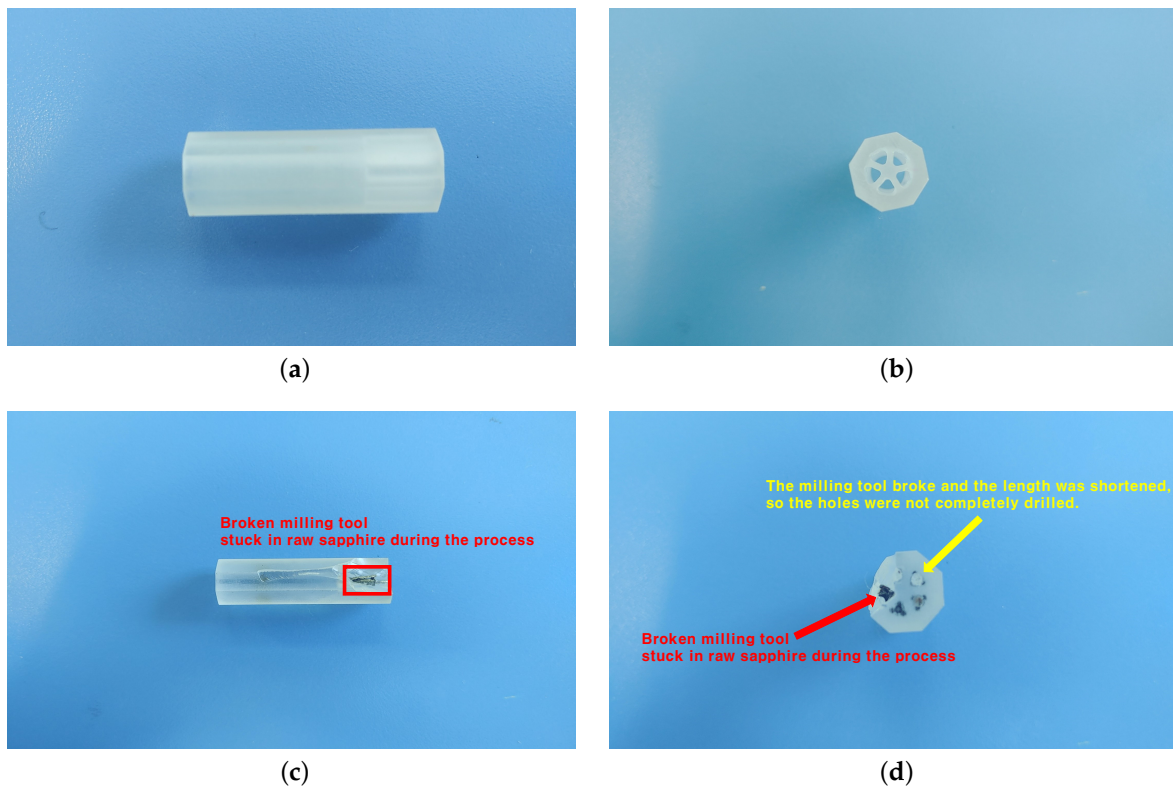 (a)
(b)
Broken milling tool
stuck in raw sapphire during the process
(c)
The milling tool broke and the length was shortened,
so the holes were not completely drilled.
Broken milling tool
stuck in raw sapphire during the process
(d)